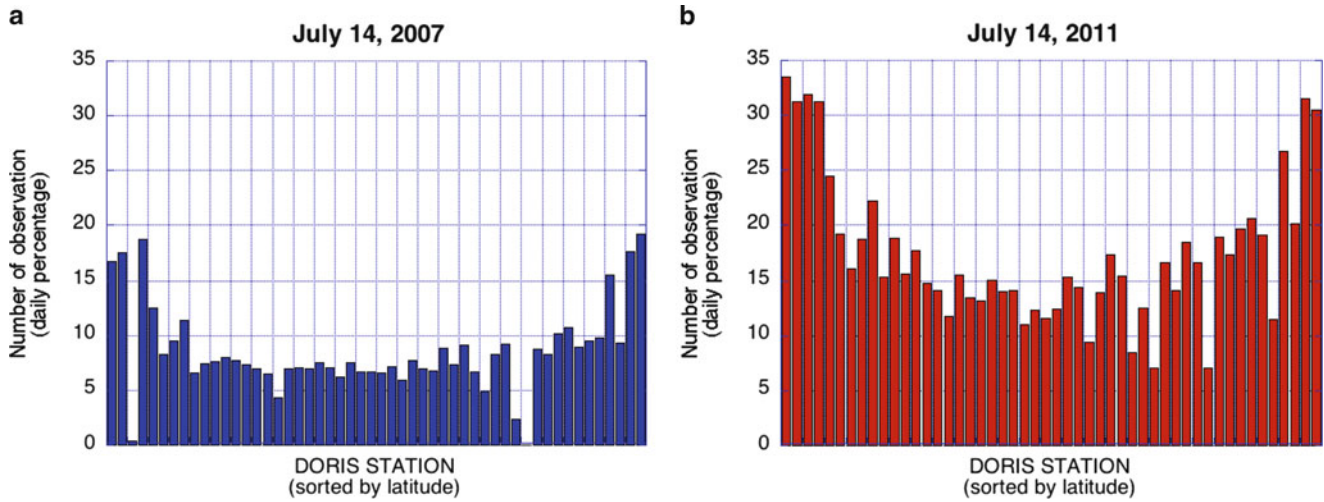 a
July 14, 2007
35
30
25
20
15
10
5
0
Number of observation
(daily percentage)
DORIS STATION
(sorted by latitude)
b
July 14, 2011
35
30
25
20
15
10
5
0
Number of observation
(daily percentage)
DORIS STATION
(sorted by latitude)